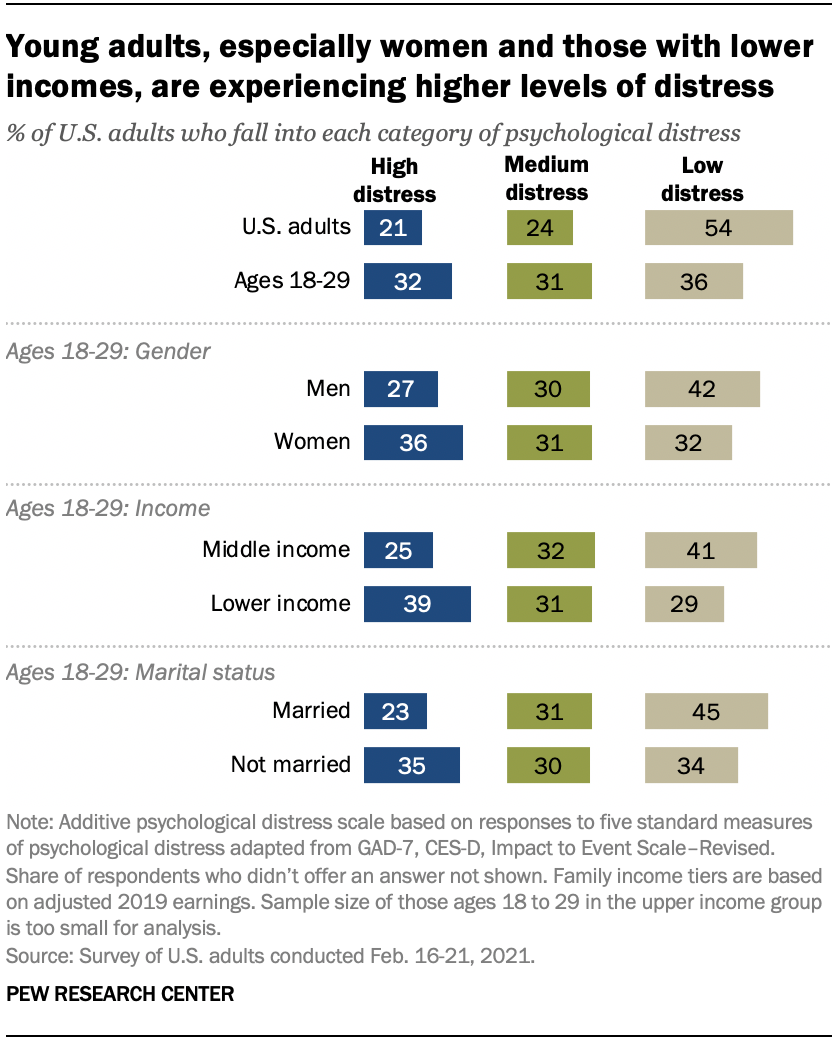 Young adults, especially women and those with lower
incomes, are experiencing higher levels of distress
% of U.S. adults who fall into each category of psychological distress
High distress Medium distress Low distress
U.S. adults 21 24 54
Ages 18-29 32 31 36
Ages 18-29: Gender
Men 27 30 42
Women 36 31 32
Ages 18-29: Income
Middle income 25 32 41
Lower income 39 31 29
Ages 18-29: Marital status
Married 23 31 45
Not married 35 30 34
Note: Additive psychological distress scale based on responses to five standard measures
of psychological distress adapted from GAD-7, CES-D, Impact to Event Scale–Revised.
Share of respondents who didn’t offer an answer not shown. Family income tiers are based
on adjusted 2019 earnings. Sample size of those ages 18 to 29 in the upper income group
is too small for analysis.
Source: Survey of U.S. adults conducted Feb. 16-21, 2021.
PEW RESEARCH CENTER